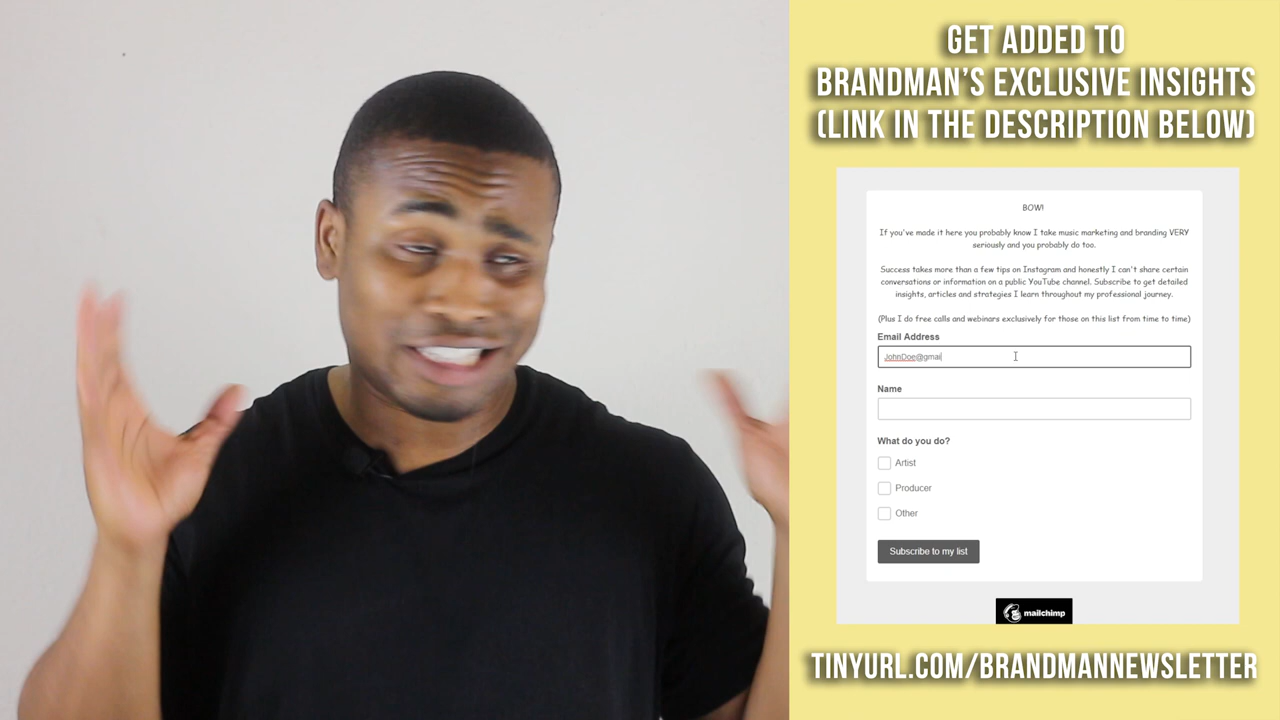 GET ADDED TO
BRANDMAN'S EXCLUSIVE INSIGHTS
(LINK IN THE DESCRIPTION BELOW)
BOW!
If you've made it here you probably know I take music marketing and branding VERY
seriously and you probably do too.
Success takes more than a few tips on Instagram and honestly I can't share certain
conversations or information on a public YouTube channel. Subscribe to get detailed
insights, articles and strategies I learn throughout my professional journey.
(Plus I do free calls and webinars exclusively for those on this list from time to time)
Email Address
JohnDoe@gmai
Name
What do you do?
Artist
Producer
Other
Subscribe to my list
mailchimp
TINYURL.COM/BRANDMANNEWSLETTER